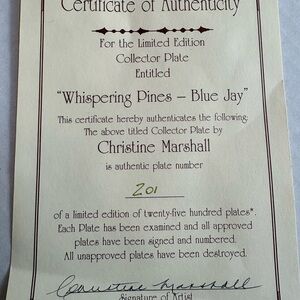 Certificate of Authenticity
For the Limited Edition
Collector Plate
Entitled
"Whispering Pines – Blue Jay"
This certificate hereby authenticates the following:
The above titled Collector Plate by
Christine Marshall
is authentic plate number
201
of a limited edition of twenty-five hundred plates*.
Each Plate has been examined and all approved
plates have been signed and numbered.
All unapproved plates have been destroyed.
Christine Marshall
Signature of Artist